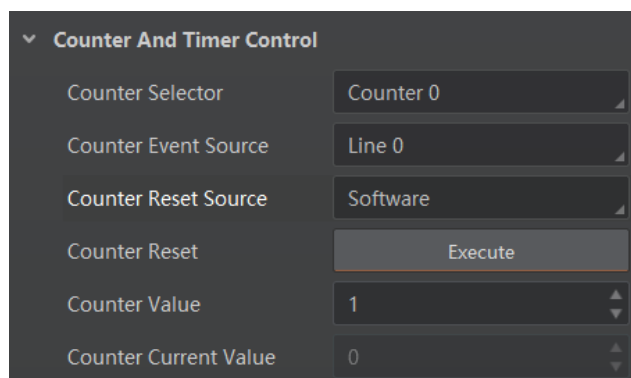 Counter And Timer Control
Counter Selector Counter 0
Counter Event Source Line 0
Counter Reset Source Software
Counter Reset Execute
Counter Value 1
Counter Current Value 0